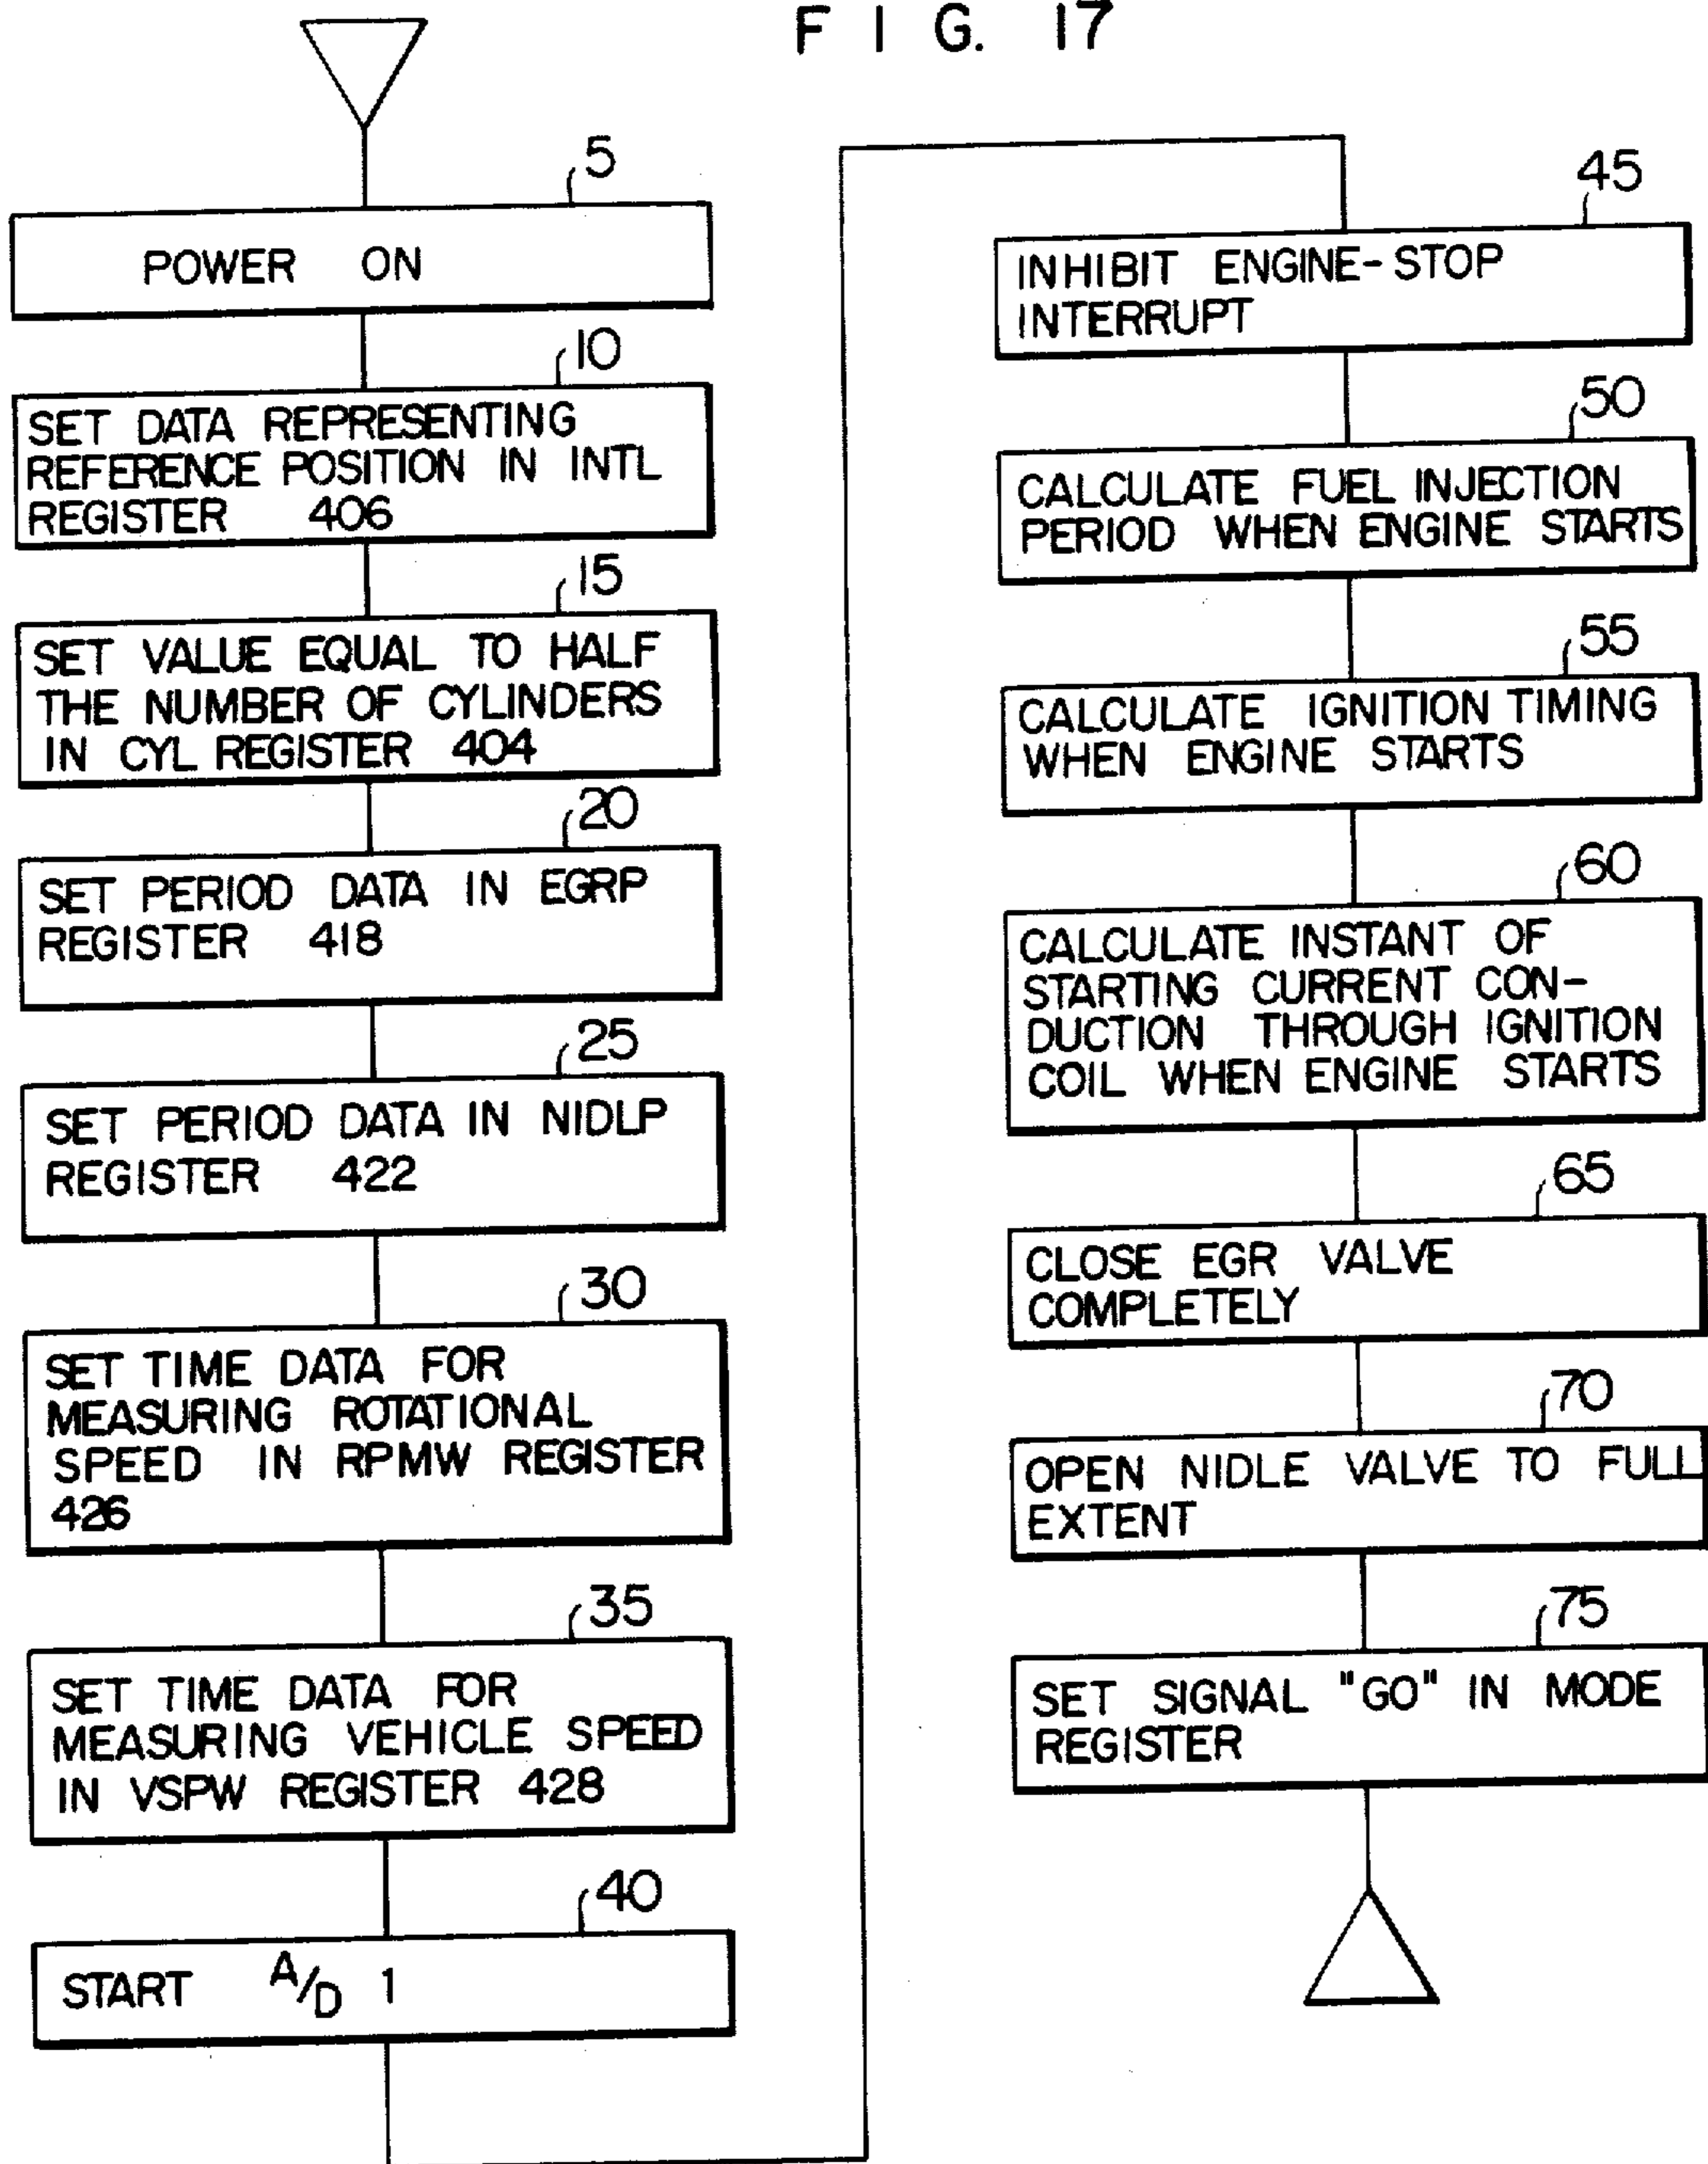 F I G. 17
5
POWER ON
10
SET DATA REPRESENTING
REFERENCE POSITION IN INTL
REGISTER 406
15
SET VALUE EQUAL TO HALF
THE NUMBER OF CYLINDERS
IN CYL REGISTER 404
20
SET PERIOD DATA IN EGRP
REGISTER 418
25
SET PERIOD DATA IN NIDLP
REGISTER 422
30
SET TIME DATA FOR
MEASURING ROTATIONAL
SPEED IN RPMW REGISTER
426
35
SET TIME DATA FOR
MEASURING VEHICLE SPEED
IN VSPW REGISTER 428
40
START A/D 1
45
INHIBIT ENGINE-STOP
INTERRUPT
50
CALCULATE FUEL INJECTION
PERIOD WHEN ENGINE STARTS
55
CALCULATE IGNITION TIMING
WHEN ENGINE STARTS
60
CALCULATE INSTANT OF
STARTING CURRENT CON-
DUCTION THROUGH IGNITION
COIL WHEN ENGINE STARTS
65
CLOSE EGR VALVE
COMPLETELY
70
OPEN NIDLE VALVE TO FULL
EXTENT
75
SET SIGNAL "GO" IN MODE
REGISTER